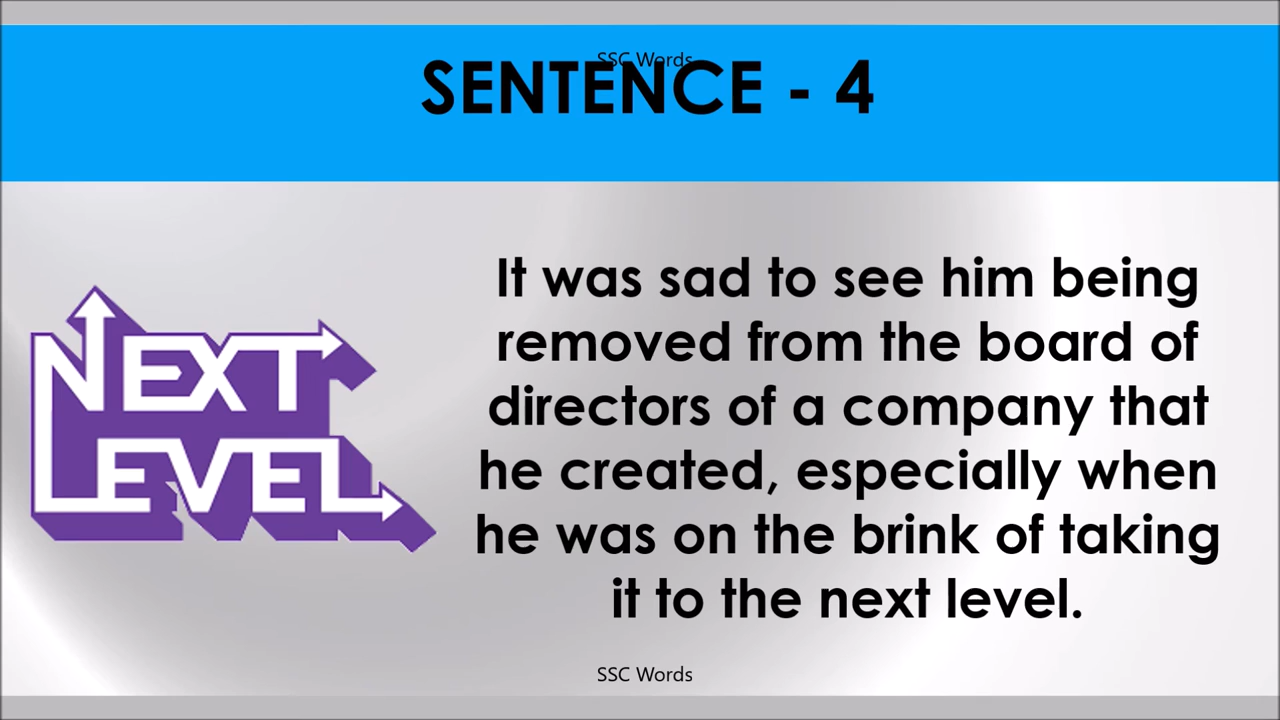 SSC Words
SENTENCE - 4
NEXT
LEVEL
It was sad to see him being
removed from the board of
directors of a company that
he created, especially when
he was on the brink of taking
it to the next level.
SSC Words